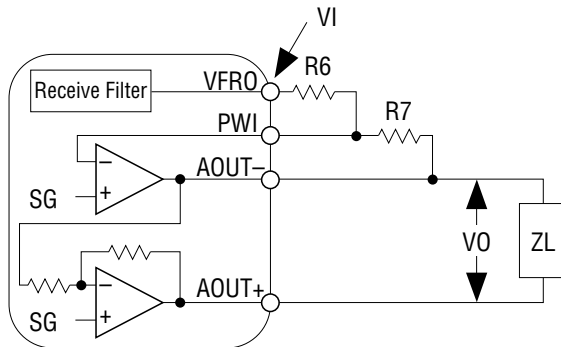 VI
Receive Filter
VFRO
R6
PWI
R7
−
AOUT−
SG
+
VO
ZL
−
AOUT+
SG
+